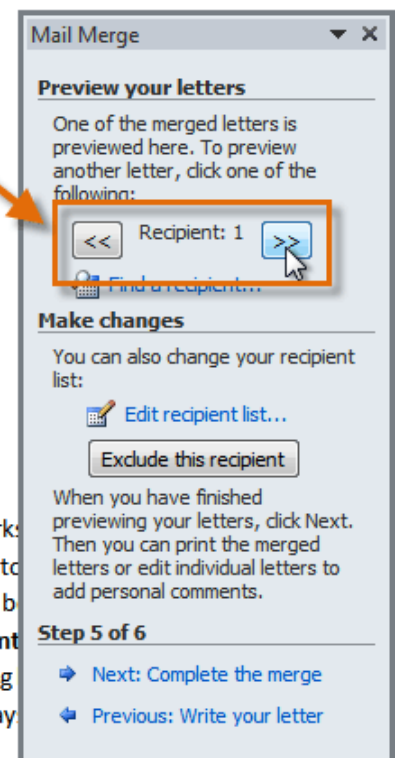 Mail Merge
Preview your letters
One of the merged letters is
previewed here. To preview
another letter, click one of the
following:
<< Recipient: 1 >>
Find a recipient...
Make changes
You can also change your recipient
list:
Edit recipient list...
Exclude this recipient
When you have finished
previewing your letters, click Next.
Then you can print the merged
letters or edit individual letters to
add personal comments.
Step 5 of 6
Next: Complete the merge
Previous: Write your letter